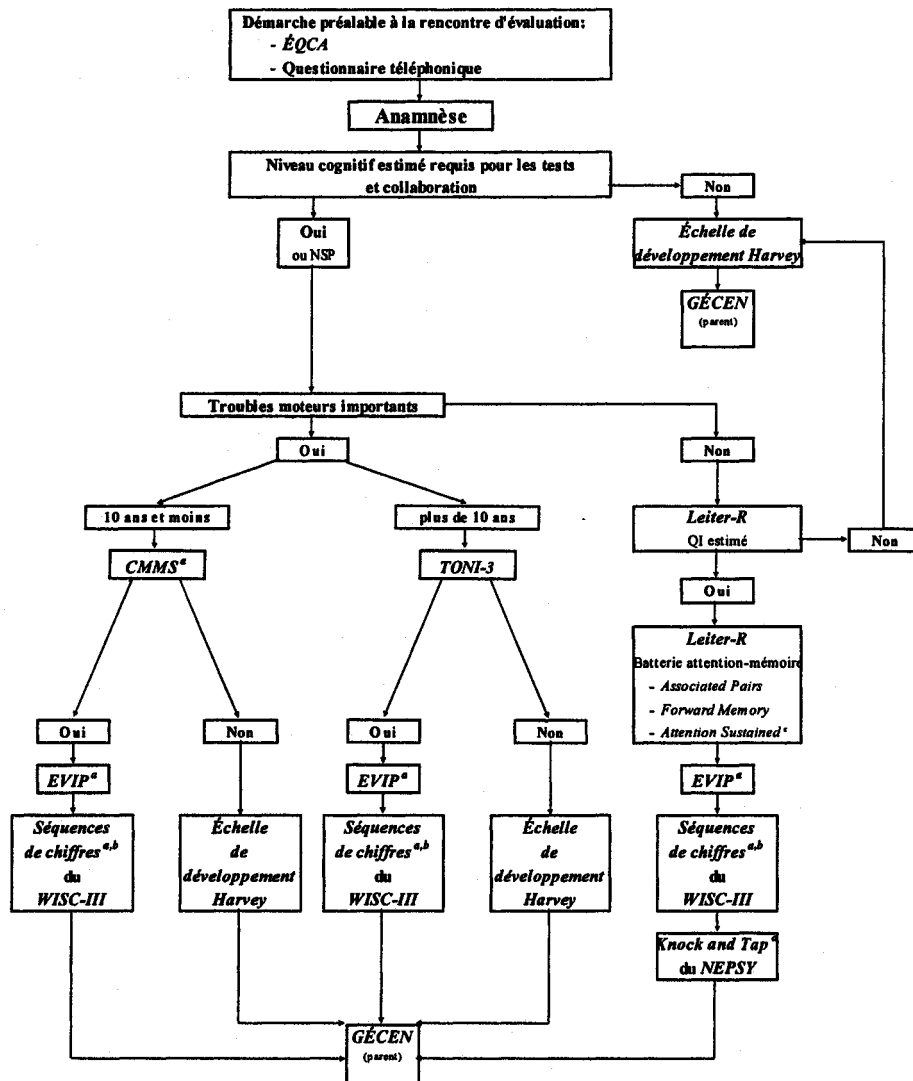 Démarche préalable à la rencontre d'évaluation:
- ÉQCA
- Questionnaire téléphonique
Anamnèse
Niveau cognitif estimé requis pour les tests
et collaboration
Non
Oui
ou NSP
Échelle de
développement Harvey
GÉCEN
(parent)
Troubles moteurs importants
Oui
Non
10 ans et moins
plus de 10 ans
Leiter-R
QI estimé
Non
CMMS a
TONI-3
Oui
Leiter-R
Batterie attention-mémoire
- Associated Pairs
- Forward Memory
- Attention Sustained c
Oui
Non
Oui
Non
EVIP a
EVIP a
EVIP a
Séquences
de chiffres a,b
du
WISC-III
Échelle
de
développement
Harvey
Séquences
de chiffres a,b
du
WISC-III
Échelle
de
développement
Harvey
Séquences
de chiffres a,b
du
WISC-III
Knock and Tap a
du NEPSY
GÉCEN
(parent)